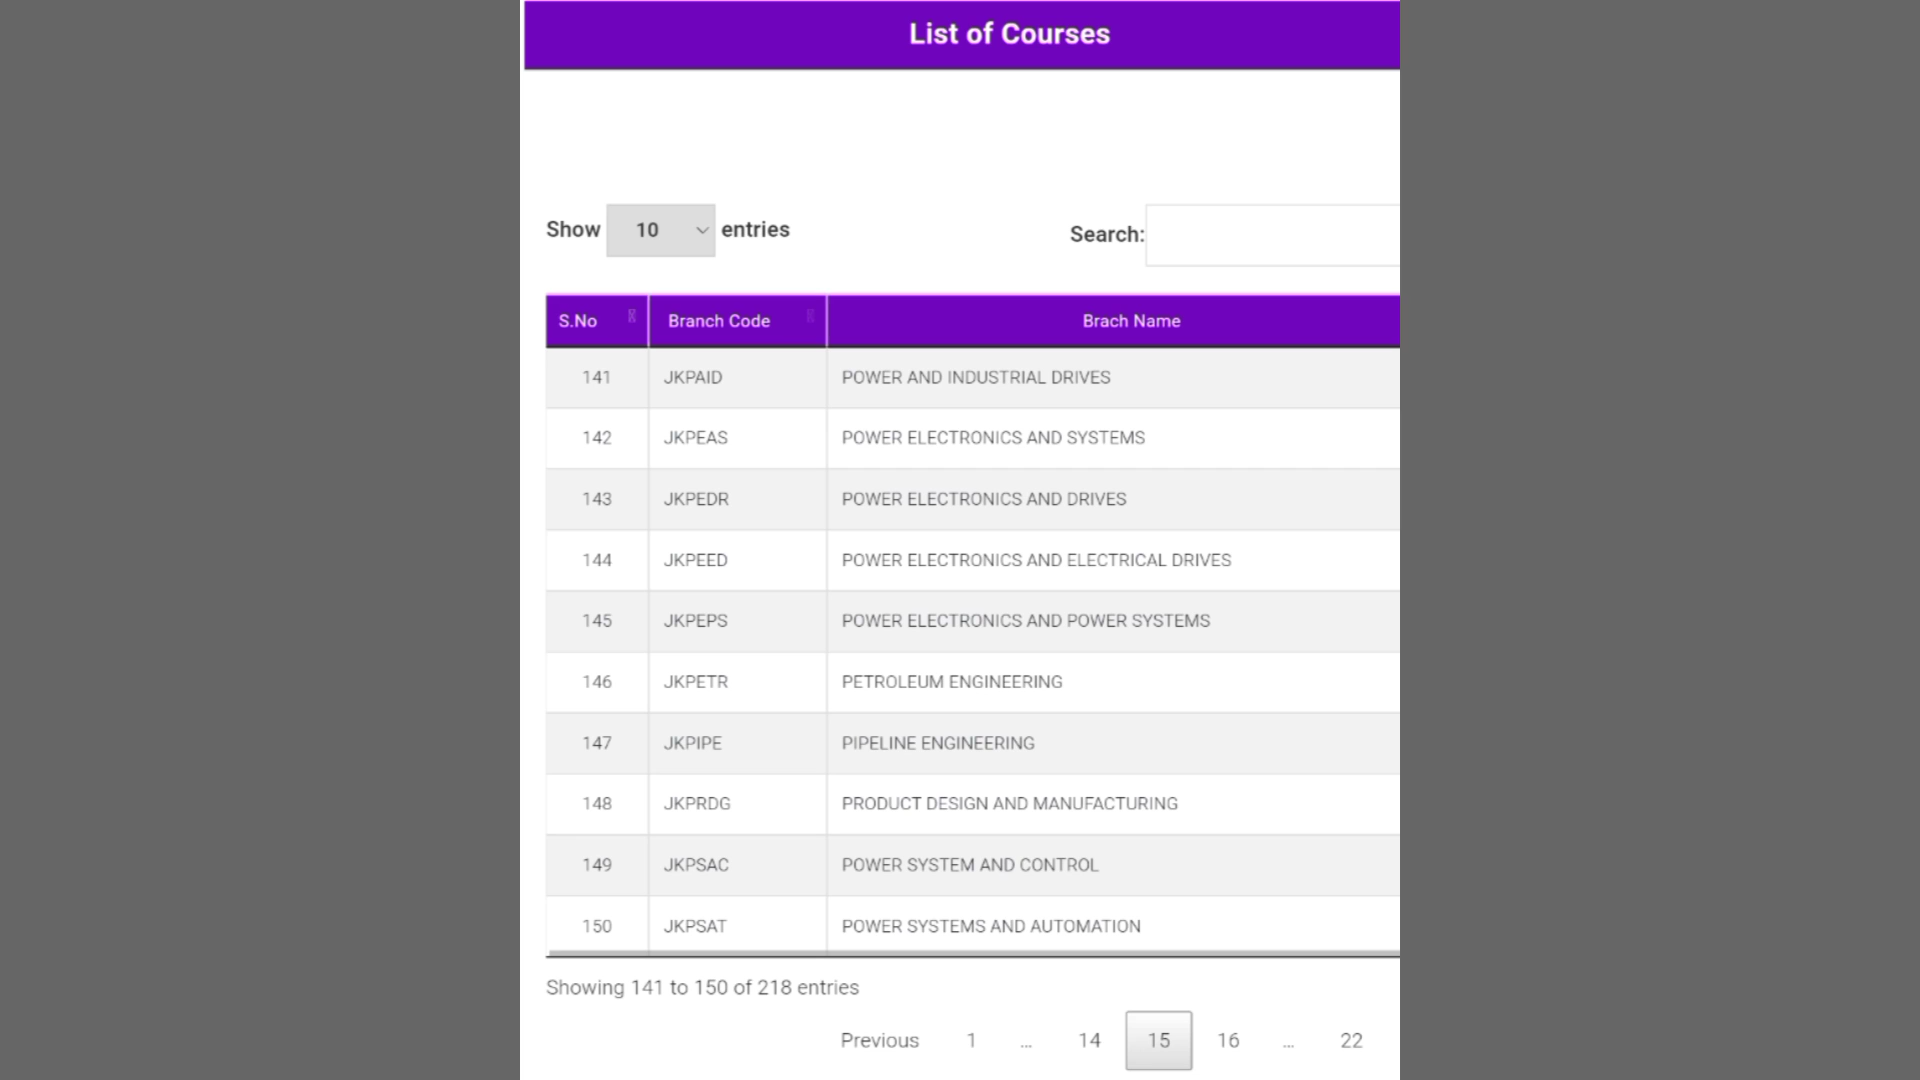 List of Courses
Show 10 entries
Search:
S.No Branch Code Brach Name
141 JKPAID POWER AND INDUSTRIAL DRIVES
142 JKPEAS POWER ELECTRONICS AND SYSTEMS
143 JKPEDR POWER ELECTRONICS AND DRIVES
144 JKPEED POWER ELECTRONICS AND ELECTRICAL DRIVES
145 JKPEPS POWER ELECTRONICS AND POWER SYSTEMS
146 JKPETR PETROLEUM ENGINEERING
147 JKPIPE PIPELINE ENGINEERING
148 JKPRDG PRODUCT DESIGN AND MANUFACTURING
149 JKPSAC POWER SYSTEM AND CONTROL
150 JKPSAT POWER SYSTEMS AND AUTOMATION
Showing 141 to 150 of 218 entries
Previous 1 … 14 15 16 … 22